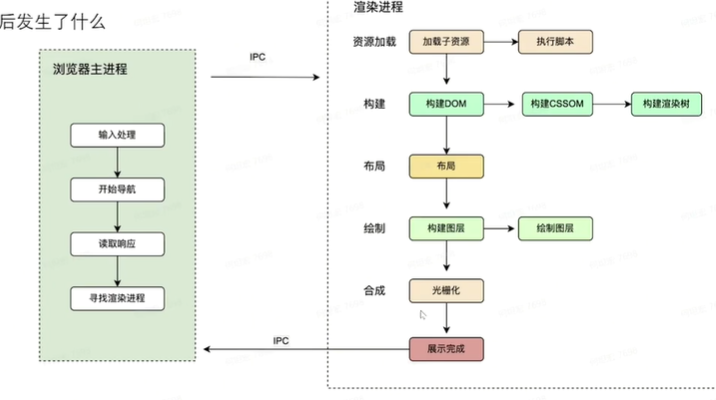 后发生了什么
浏览器主进程
输入处理
开始导航
读取响应
寻找渲染进程
IPC
IPC
渲染进程
资源加载
加载子资源
执行脚本
构建
构建DOM
构建CSSOM
构建渲染树
布局
布局
绘制
构建图层
绘制图层
合成
光栅化
展示完成